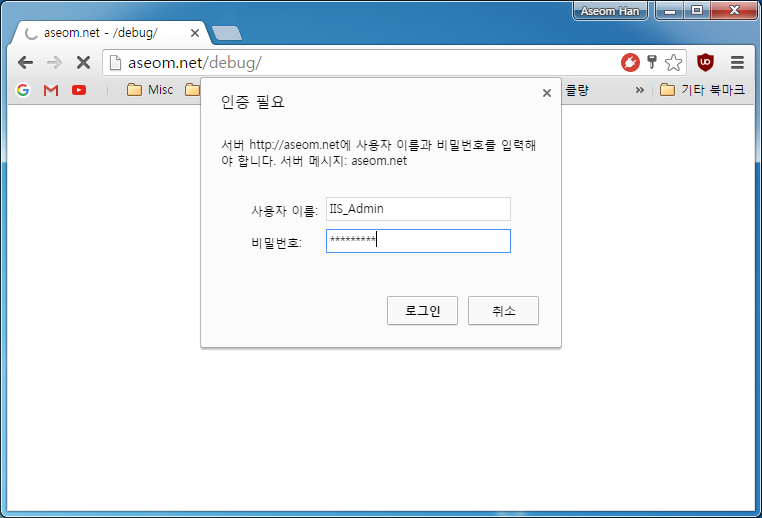 Aseom Han
aseom.net - /debug/
aseom.net/debug/
Misc
클량
»
기타 북마크
인증 필요
서버 http://aseom.net에 사용자 이름과 비밀번호를 입력해
야 합니다. 서버 메시지: aseom.net
사용자 이름: IIS_Admin
비밀번호: *********
로그인 취소